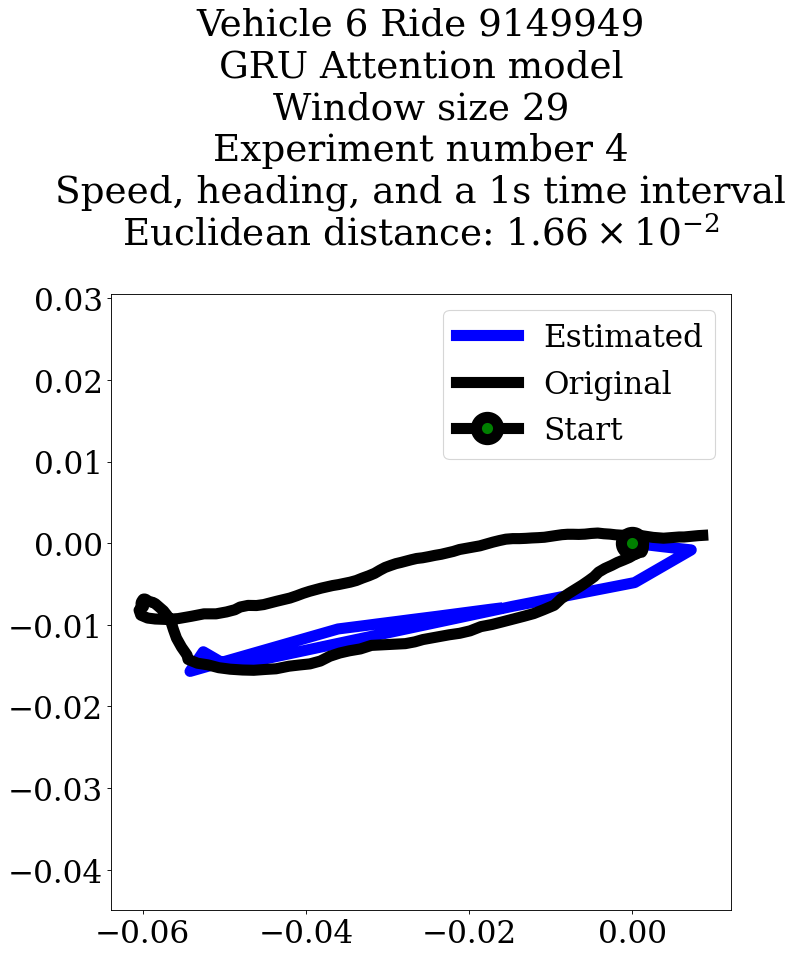 Vehicle 6 Ride 9149949
GRU Attention model
Window size 29
Experiment number 4
Speed, heading, and a 1s time interval
Euclidean distance: 1.66 × 10⁻²
Estimated
Original
Start
0.03
0.02
0.01
0.00
−0.01
−0.02
−0.03
−0.04
−0.06
−0.04
−0.02
0.00